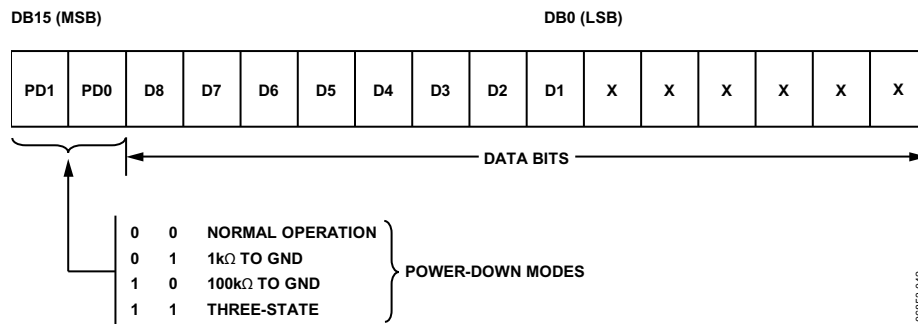 DB15 (MSB) DB0 (LSB)
PD1 PD0 D8 D7 D6 D5 D4 D3 D2 D1 X X X X X X
DATA BITS
0 0 NORMAL OPERATION
0 1 1kΩ TO GND
1 0 100kΩ TO GND
1 1 THREE-STATE
POWER-DOWN MODES